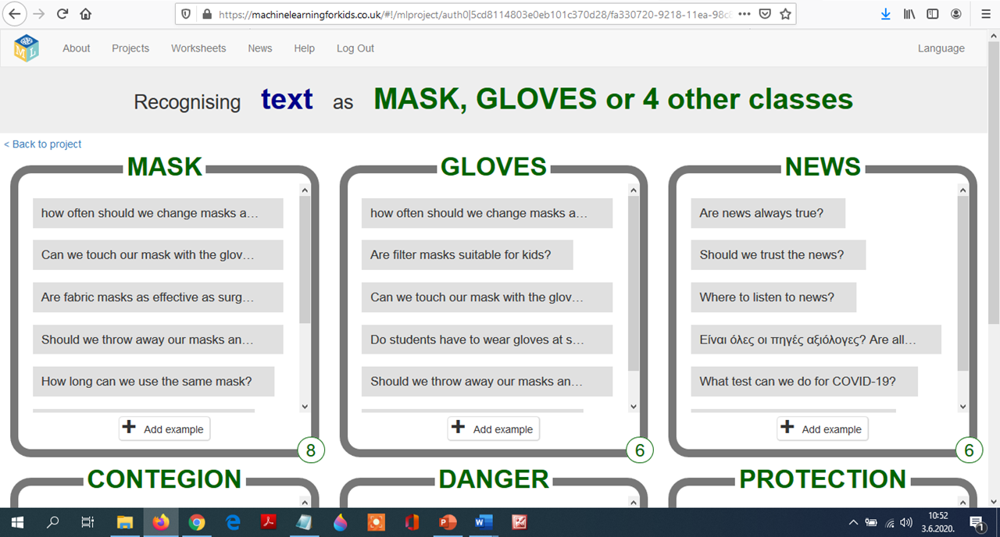 https://machinelearningforkids.co.uk/#!/mlproject/auth0|5cd8114803e0eb101c370d28/fa330720-9218-11ea-98c
About Projects Worksheets News Help Log Out Language
Recognising text as MASK, GLOVES or 4 other classes
< Back to project
MASK
how often should we change masks a…
Can we touch our mask with the glov…
Are fabric masks as effective as surg…
Should we throw away our masks an…
How long can we use the same mask?
Add example
8
GLOVES
how often should we change masks a…
Are filter masks suitable for kids?
Can we touch our mask with the glov…
Do students have to wear gloves at s…
Should we throw away our masks an…
Add example
6
NEWS
Are news always true?
Should we trust the news?
Where to listen to news?
Είναι όλες οι πηγές αξιόλογες? Are all…
What test can we do for COVID-19?
Add example
6
CONTEGION
DANGER
PROTECTION
10:52
3.6.2020.
1